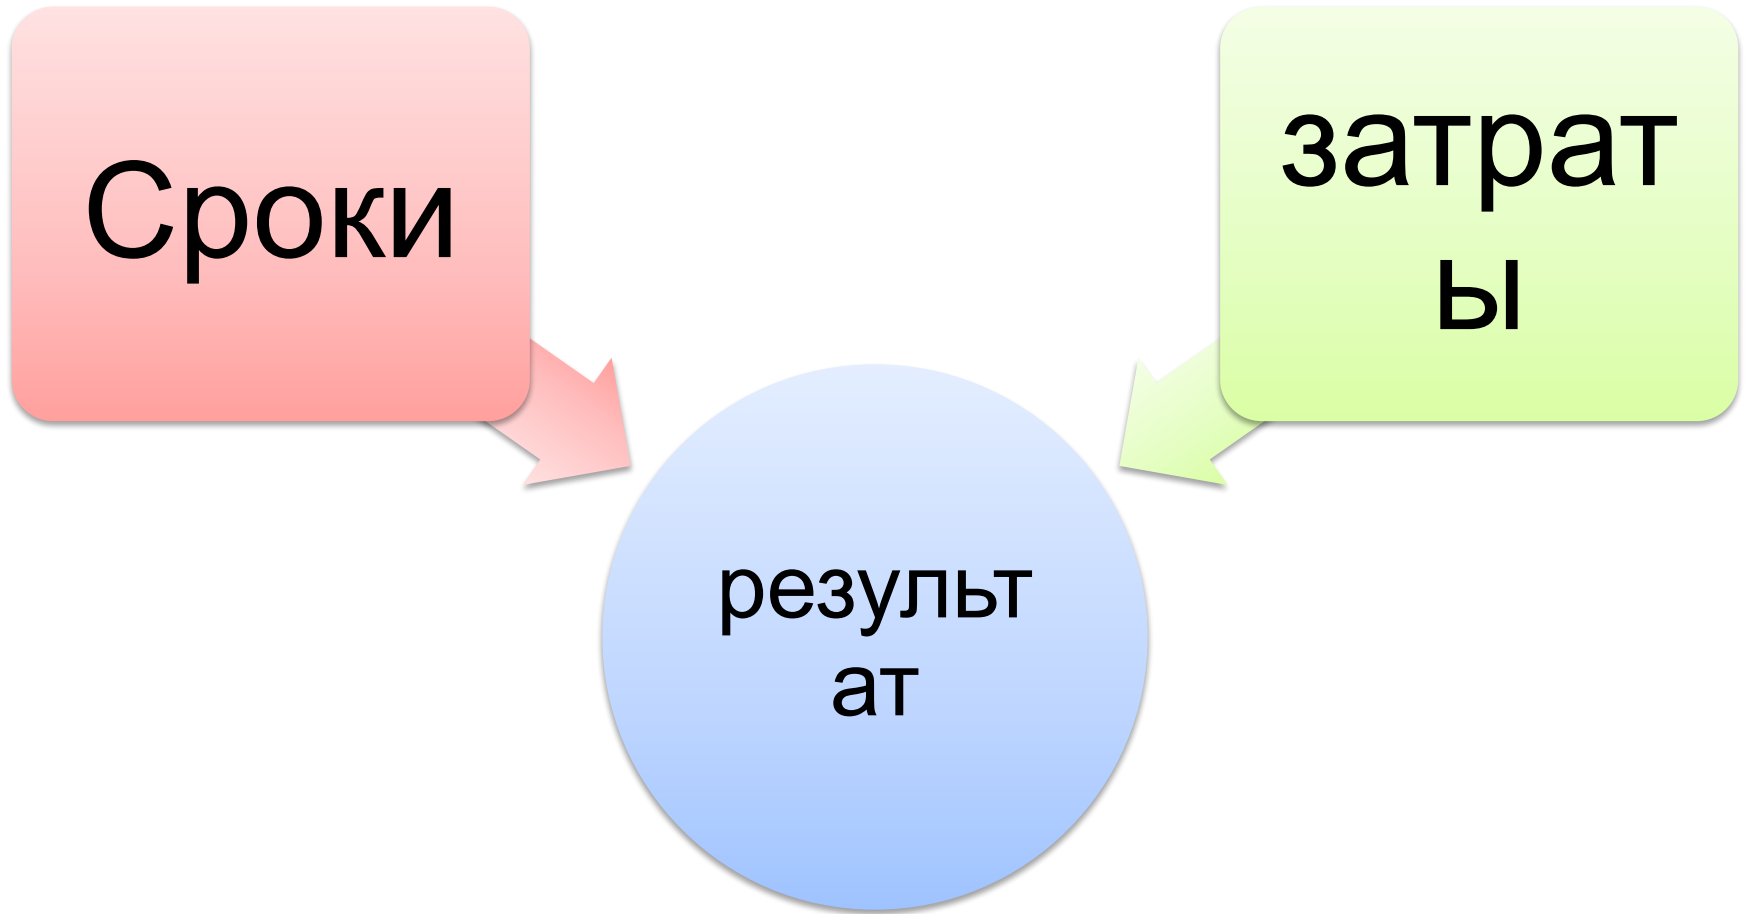 Сроки
затрат
ы
результ
ат